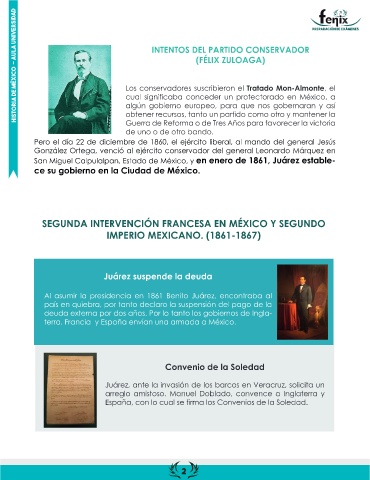 HISTORIA DE MÉXICO - AULA UNIVERSIDAD
fenix
PREPARACIÓN DE EXÁMENES
INTENTOS DEL PARTIDO CONSERVADOR
(FÉLIX ZULOAGA)
Los conservadores suscribieron el Tratado Mon-Almonte, el
cual significaba conceder un protectorado en México, a
algún gobierno europeo, para que nos gobernaran y así
obtener recursos, tanto un partido como otro y mantener la
Guerra de Reforma o de Tres Años para favorecer la victoria
de uno o de otro bando.
Pero el día 22 de diciembre de 1860, el ejército liberal, al mando del general Jesús
González Ortega, venció al ejército conservador del general Leonardo Márquez en
San Miguel Calpulalpan, Estado de México, y en enero de 1861, Juárez estable-
ce su gobierno en la Ciudad de México.
SEGUNDA INTERVENCIÓN FRANCESA EN MÉXICO Y SEGUNDO
IMPERIO MEXICANO. (1861-1867)
Juárez suspende la deuda
Al asumir la presidencia en 1861 Benito Juárez, encontraba al
país en quiebra, por tanto declaro la suspensión del pago de la
deuda externa por dos años. Por lo tanto los gobiernos de Ingla-
terra, Francia y España envían una armada a México.
Convenio de la Soledad
Juárez, ante la invasión de los barcos en Veracruz, solicita un
arreglo amistoso. Manuel Doblado, convence a Inglaterra y
España, con lo cual se firma los Convenios de la Soledad.
2